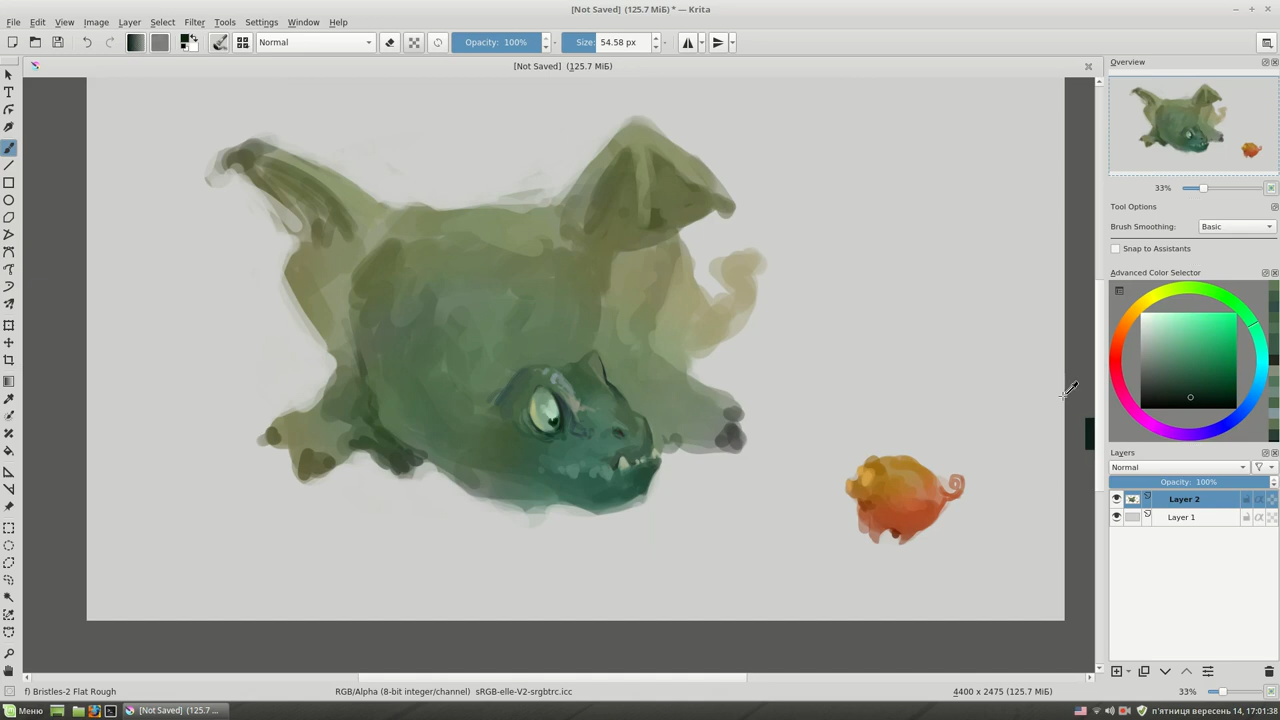 [Not Saved] (125.7 МіБ) * — Krita
File Edit View Image Layer Select Filter Tools Settings Window Help
Normal
Opacity: 100%
Size: 54.58 px
[Not Saved] (125.7 МіБ)
Overview
33%
Tool Options
Brush Smoothing: Basic
Snap to Assistants
Advanced Color Selector
Layers
Normal
Opacity: 100%
Layer 2
Layer 1
f) Bristles-2 Flat Rough
RGB/Alpha (8-bit integer/channel) sRGB-elle-V2-srgbtrc.icc
4400 x 2475 (125.7 МіБ)
33%
Меню
[Not Saved] (125.7 ...
п'ятниця вересень 14, 17:01:38